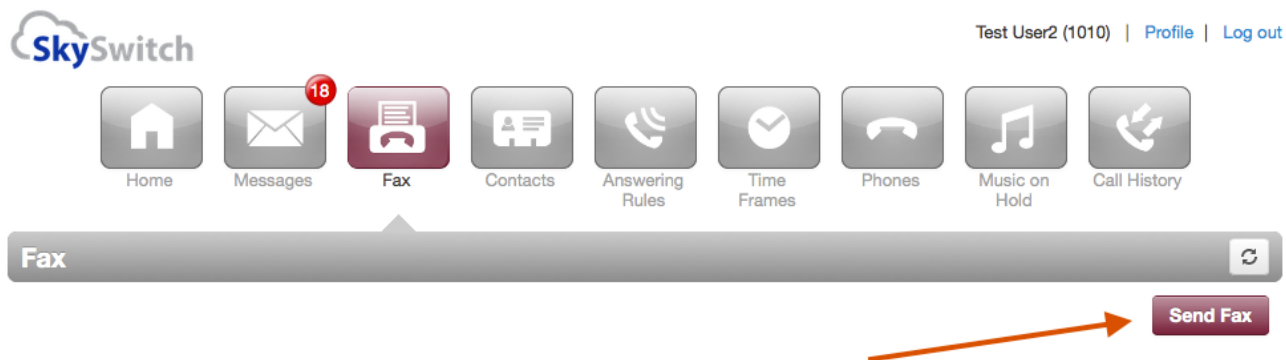 SkySwitch
Test User2 (1010) | Profile | Log out
18
Home Messages Fax Contacts Answering Rules Time Frames Phones Music on Hold Call History
Fax
Send Fax